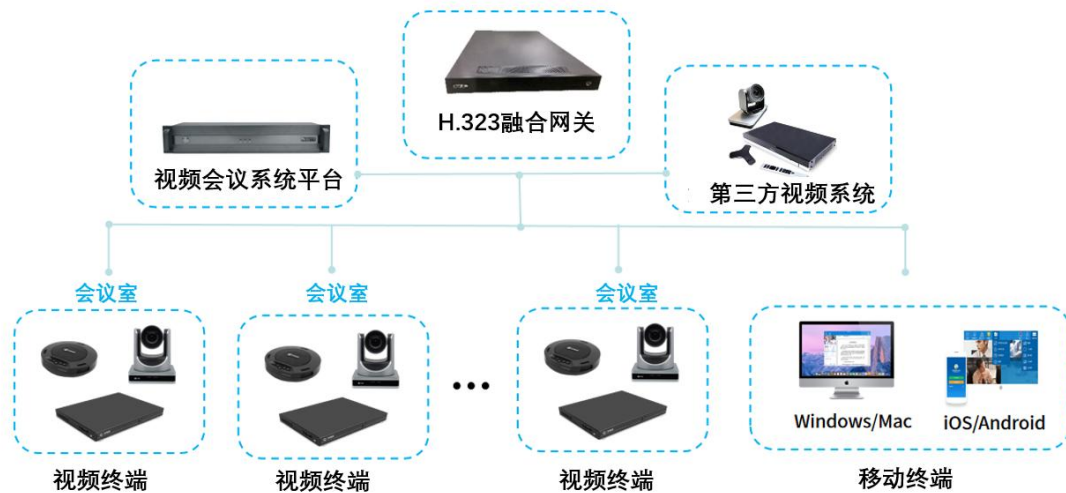 H.323融合网关
视频会议系统平台
第三方视频系统
会议室
会议室
会议室
Windows/Mac
iOS/Android
视频终端
视频终端
视频终端
移动终端